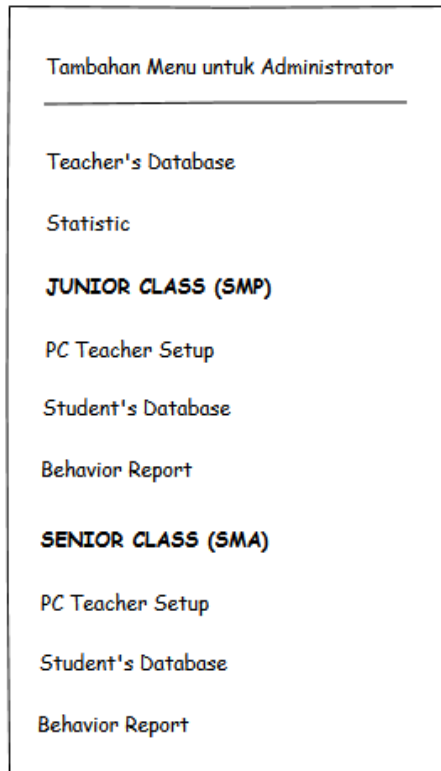 Tambahan Menu untuk Administrator
Teacher's Database
Statistic
JUNIOR CLASS (SMP)
PC Teacher Setup
Student's Database
Behavior Report
SENIOR CLASS (SMA)
PC Teacher Setup
Student's Database
Behavior Report